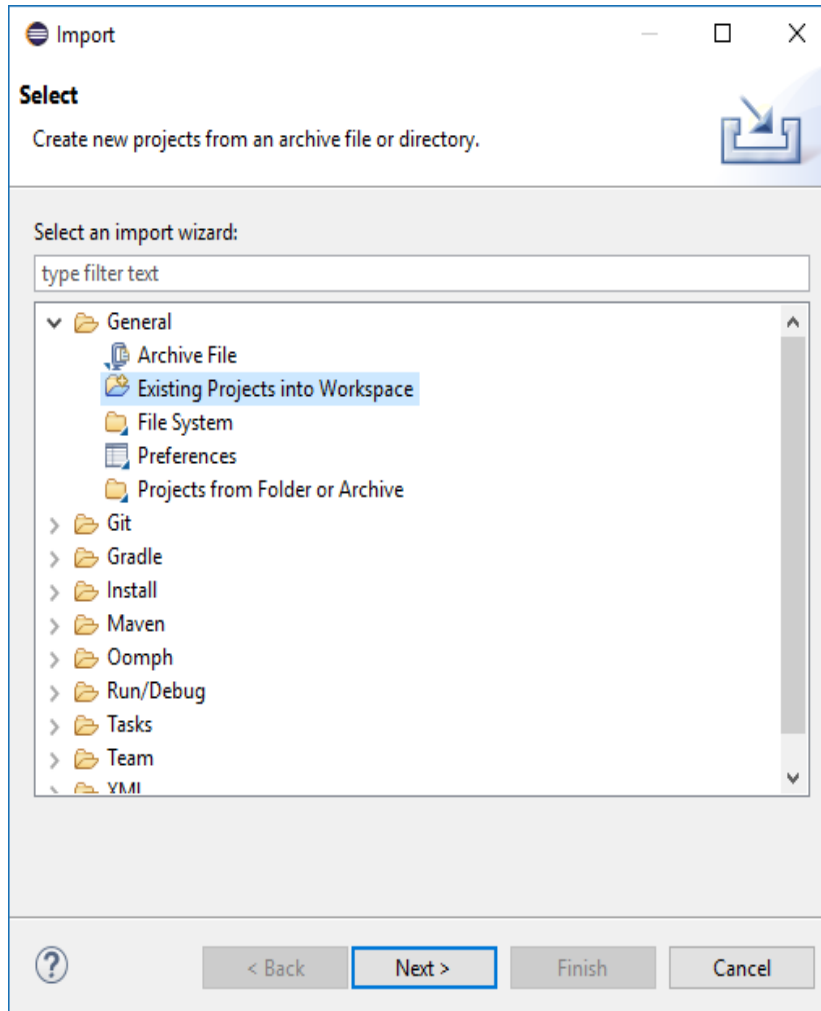 Import
Select
Create new projects from an archive file or directory.
Select an import wizard:
type filter text
General
Archive File
Existing Projects into Workspace
File System
Preferences
Projects from Folder or Archive
Git
Gradle
Install
Maven
Oomph
Run/Debug
Tasks
Team
XML
?
< Back
Next >
Finish
Cancel